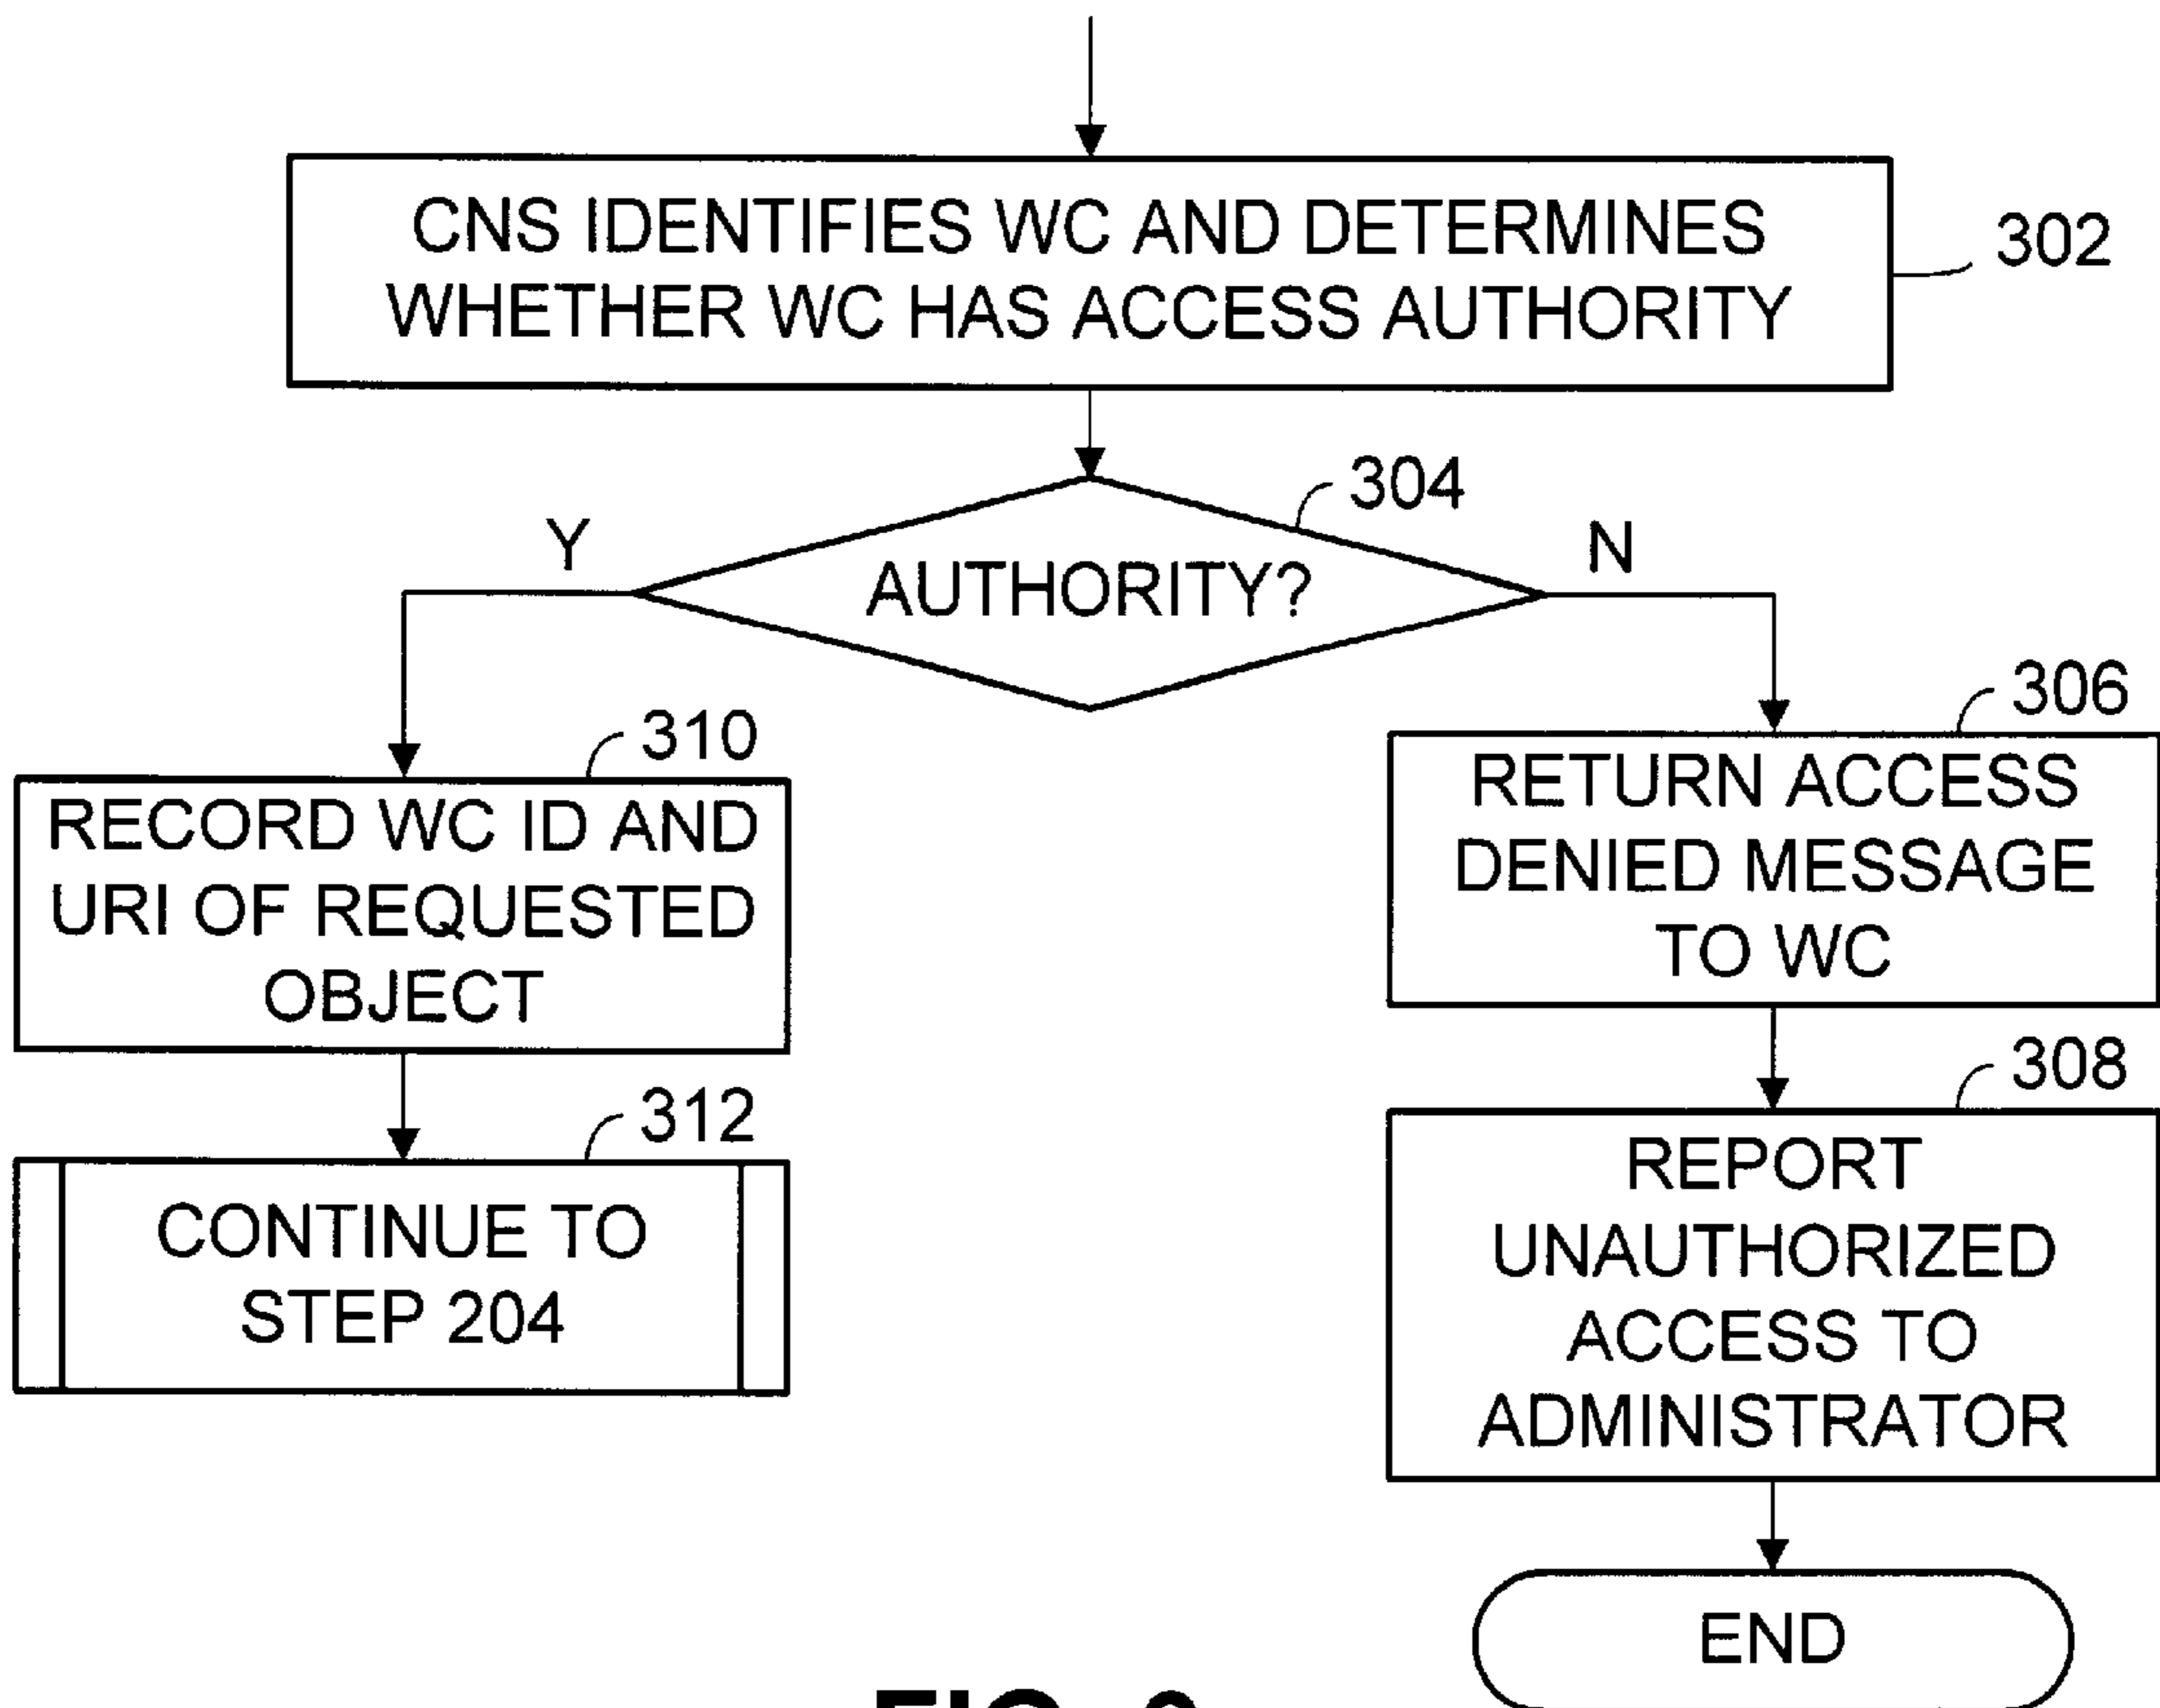 CNS IDENTIFIES WC AND DETERMINES
WHETHER WC HAS ACCESS AUTHORITY
302
304
Y
AUTHORITY?
N
310
RECORD WC ID AND
URI OF REQUESTED
OBJECT
312
CONTINUE TO
STEP 204
306
RETURN ACCESS
DENIED MESSAGE
TO WC
308
REPORT
UNAUTHORIZED
ACCESS TO
ADMINISTRATOR
END
FIG.